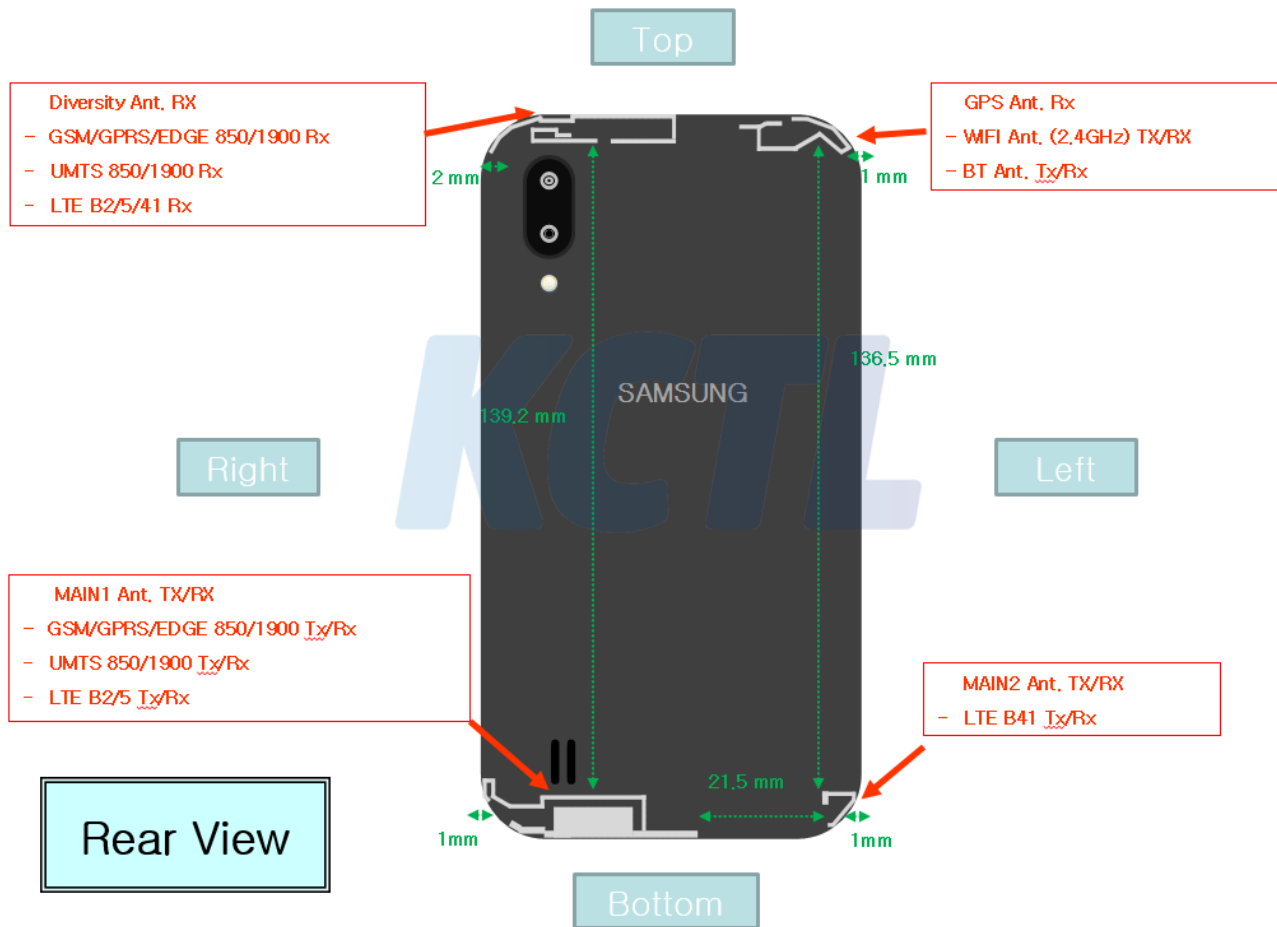 Top
Diversity Ant. RX
- GSM/GPRS/EDGE 850/1900 Rx
- UMTS 850/1900 Rx
- LTE B2/5/41 Rx
GPS Ant. Rx
- WIFI Ant. (2.4GHz) TX/RX
- BT Ant. Tx/Rx
2 mm
1 mm
136.5 mm
SAMSUNG
139.2 mm
KCTL
Right
Left
MAIN1 Ant. TX/RX
- GSM/GPRS/EDGE 850/1900 Tx/Rx
- UMTS 850/1900 Tx/Rx
- LTE B2/5 Tx/Rx
MAIN2 Ant. TX/RX
- LTE B41 Tx/Rx
21.5 mm
1mm
1mm
Rear View
Bottom